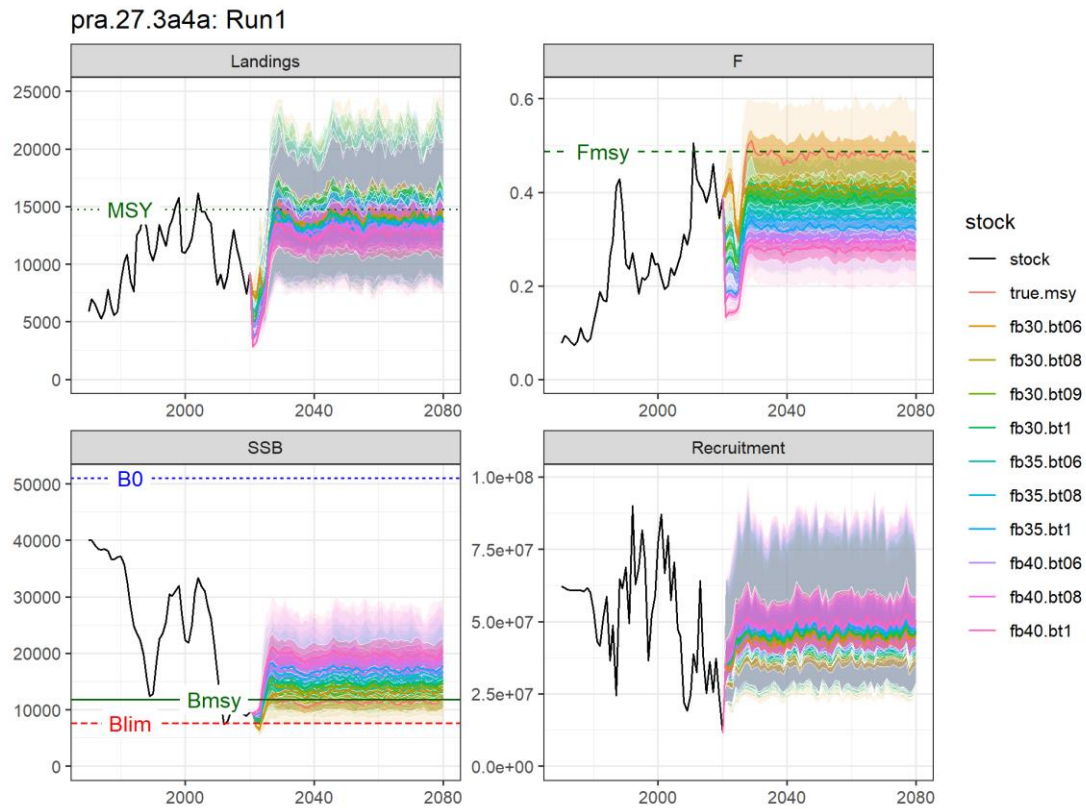 pra.27.3a4a: Run1
Landings
F
25000
20000
15000
10000
5000
0
MSY
2000 2040 2080
0.6
0.4
0.2
0.0
Fmsy
2000 2040 2080
SSB
Recruitment
50000
40000
30000
20000
10000
0
B0
Bmsy
Blim
2000 2040 2080
1.0e+08
7.5e+07
5.0e+07
2.5e+07
0.0e+00
2000 2040 2080
stock
stock
true.msy
fb30.bt06
fb30.bt08
fb30.bt09
fb30.bt1
fb35.bt06
fb35.bt08
fb35.bt1
fb40.bt06
fb40.bt08
fb40.bt1